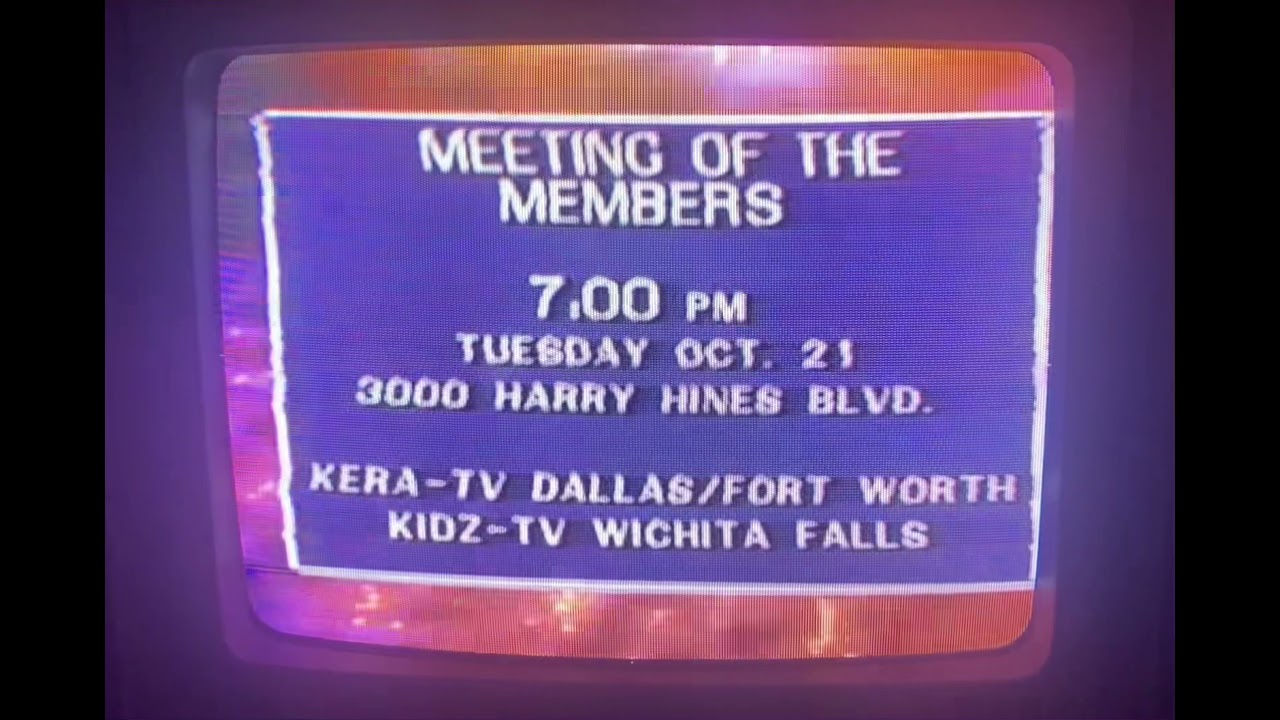 MEETING OF THE
MEMBERS
7:00 PM
TUESDAY OCT. 21
3000 HARRY HINES BLVD.
KERA-TV DALLAS/FORT WORTH
KIDZ-TV WICHITA FALLS